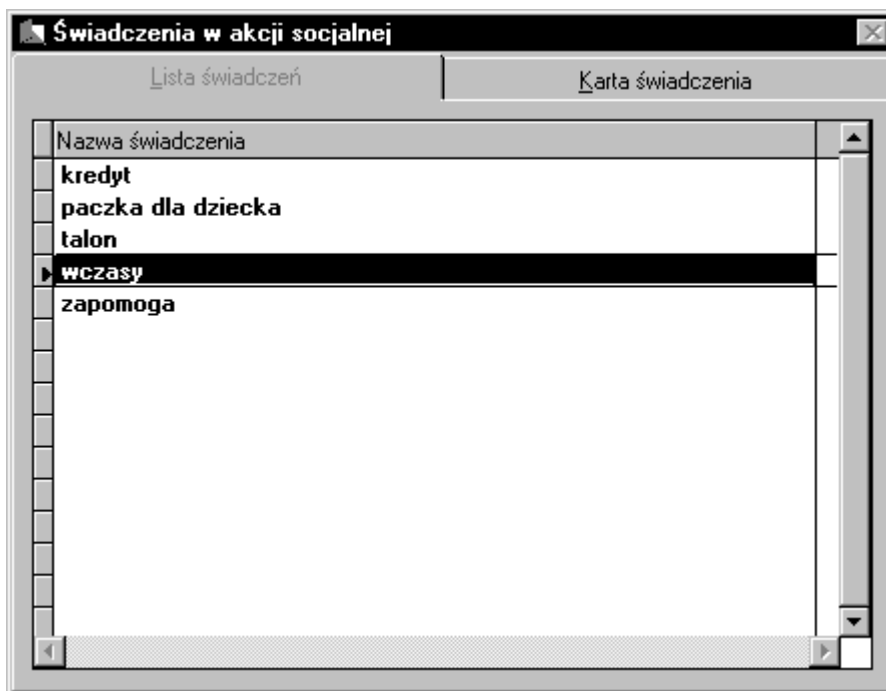 Świadczenia w akcji socjalnej
Lista świadczeń
Karta świadczenia
Nazwa świadczenia
kredyt
paczka dla dziecka
talon
wczasy
zapomoga